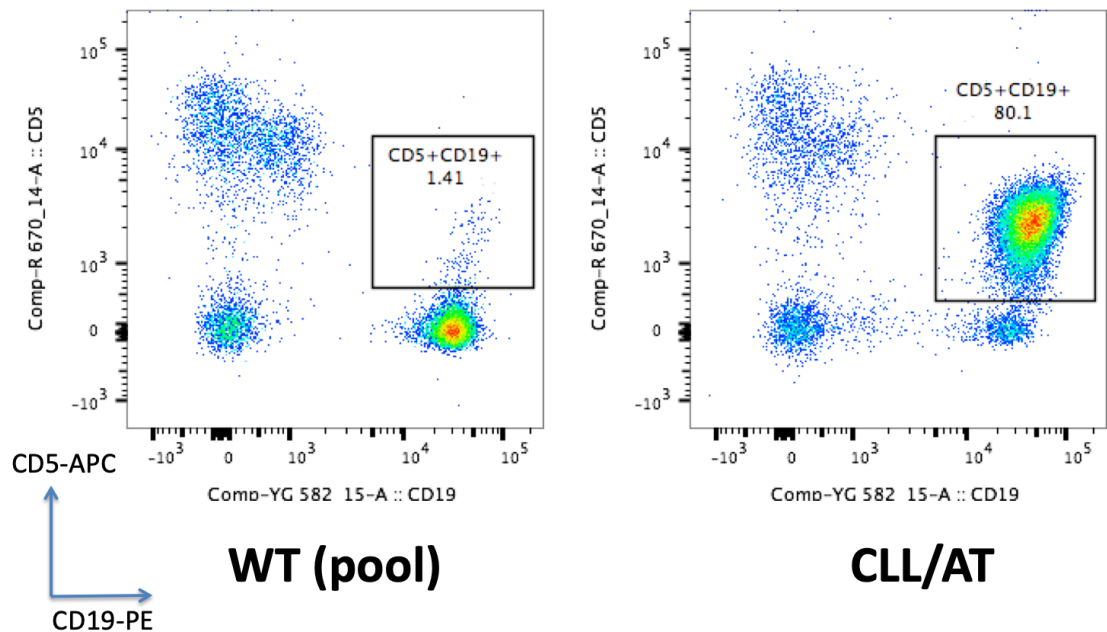 10^5
10^4
10^3
0
-10^3
Comp-R 670_14-A :: CD5
CD5+CD19+
1.41
-10^3
0
10^3
10^4
10^5
Comp-YG 582_15-A :: CD19
WT (pool)
10^5
10^4
10^3
0
-10^3
Comp-R 670_14-A :: CD5
CD5+CD19+
80.1
-10^3
0
10^3
10^4
10^5
Comp-YG 582_15-A :: CD19
CLL/AT
CD5-APC
CD19-PE